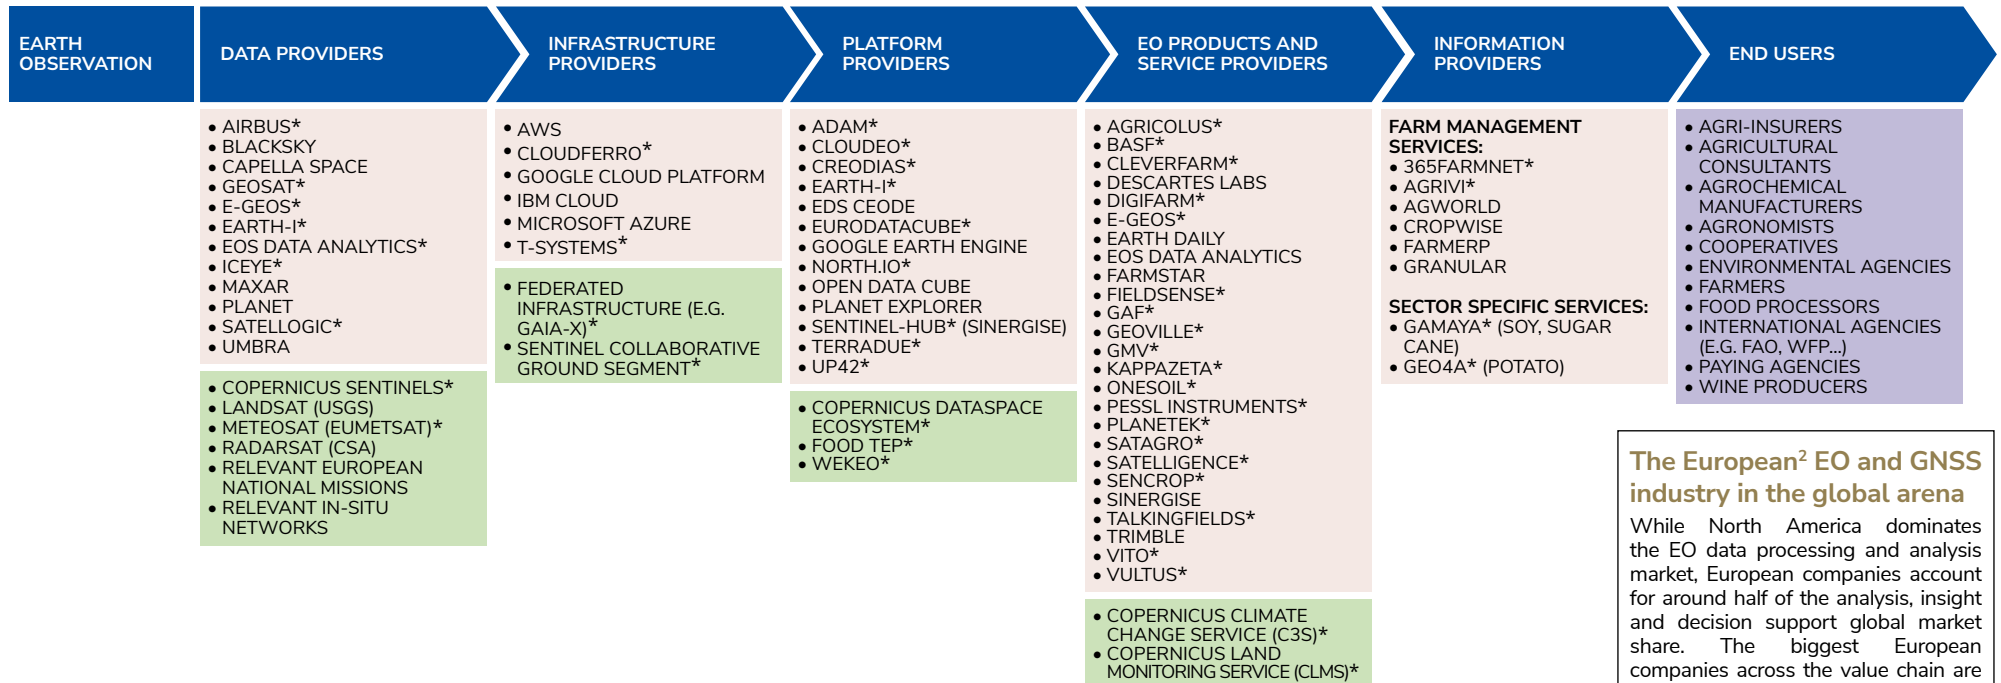 EARTH
OBSERVATION
DATA PROVIDERS
INFRASTRUCTURE
PROVIDERS
PLATFORM
PROVIDERS
EO PRODUCTS AND
SERVICE PROVIDERS
INFORMATION
PROVIDERS
END USERS
• AIRBUS*
• BLACKSKY
• CAPELLA SPACE
• GEOSAT*
• E-GEOS*
• EARTH-I*
• EOS DATA ANALYTICS*
• ICEYE*
• MAXAR
• PLANET
• SATELLOGIC*
• UMBRA
• COPERNICUS SENTINELS*
• LANDSAT (USGS)
• METEOSAT (EUMETSAT)*
• RADARSAT (CSA)
• RELEVANT EUROPEAN
NATIONAL MISSIONS
• RELEVANT IN-SITU
NETWORKS
• AWS
• CLOUDFERRO*
• GOOGLE CLOUD PLATFORM
• IBM CLOUD
• MICROSOFT AZURE
• T-SYSTEMS*
• FEDERATED
INFRASTRUCTURE (E.G.
GAIA-X)*
• SENTINEL COLLABORATIVE
GROUND SEGMENT*
• ADAM*
• CLOUDEO*
• CREODIAS*
• EARTH-I*
• EDS CEODE
• EURODATACUBE*
• GOOGLE EARTH ENGINE
• NORTH.IO*
• OPEN DATA CUBE
• PLANET EXPLORER
• SENTINEL-HUB* (SINERGISE)
• TERRADUE*
• UP42*
• COPERNICUS DATASPACE
ECOSYSTEM*
• FOOD TEP*
• WEKEO*
• AGRICOLUS*
• BASF*
• CLEVERFARM*
• DESCARTES LABS
• DIGIFARM*
• E-GEOS*
• EARTH DAILY
• EOS DATA ANALYTICS
• FARMSTAR
• FIELDSENSE*
• GAF*
• GEOVILLE*
• GMV*
• KAPPAZETA*
• ONESOIL*
• PESSL INSTRUMENTS*
• PLANETEK*
• SATAGRO*
• SATELLIGENCE*
• SENCROP*
• SINERGISE
• TALKINGFIELDS*
• TRIMBLE
• VITO*
• VULTUS*
• COPERNICUS CLIMATE
CHANGE SERVICE (C3S)*
• COPERNICUS LAND
MONITORING SERVICE (CLMS)*
FARM MANAGEMENT
SERVICES:
• 365FARMNET*
• AGRIVI*
• AGWORLD
• CROPWISE
• FARMERP
• GRANULAR
SECTOR SPECIFIC SERVICES:
• GAMAYA* (SOY, SUGAR
CANE)
• GEO4A* (POTATO)
• AGRI-INSURERS
• AGRICULTURAL
CONSULTANTS
• AGROCHEMICAL
MANUFACTURERS
• AGRONOMISTS
• COOPERATIVES
• ENVIRONMENTAL AGENCIES
• FARMERS
• FOOD PROCESSORS
• INTERNATIONAL AGENCIES
(E.G. FAO, WFP...)
• PAYING AGENCIES
• WINE PRODUCERS
The European² EO and GNSS
industry in the global arena
While North America dominates
the EO data processing and analysis
market, European companies account
for around half of the analysis, insight
and decision support global market
share. The biggest European
companies across the value chain are